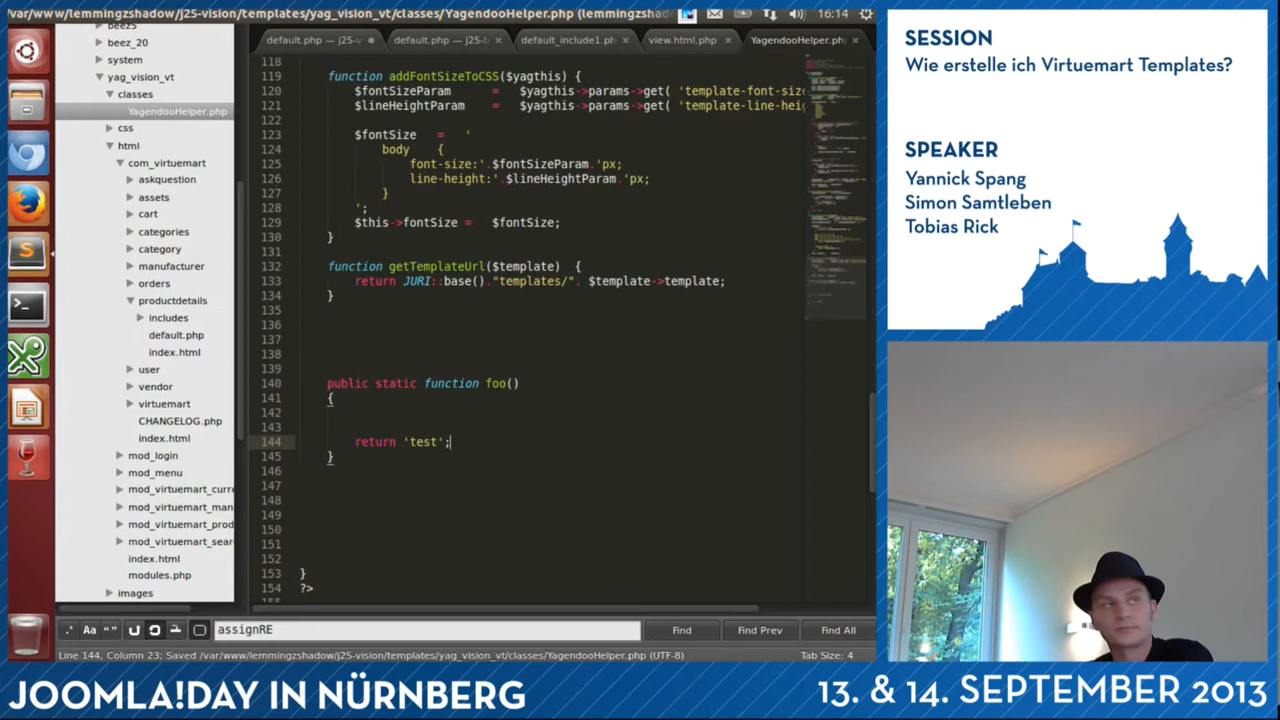 /var/www/lemmingzshadow/j25-vision/templates/yag_vision_vt/classes/YagendooHelper.php (lemmingzshado
16:14
beez5
beez_20
system
yag_vision_vt
classes
YagendooHelper.php
css
html
com_virtuemart
askquestion
assets
cart
categories
category
manufacturer
orders
productdetails
includes
default.php
index.html
user
vendor
virtuemart
CHANGELOG.php
index.html
mod_login
mod_menu
mod_virtuemart_curre
mod_virtuemart_man
mod_virtuemart_prod
mod_virtuemart_sear
index.html
modules.php
images
default.php — j25-v
default.php — j25-t
default_include1.ph
view.html.php
YagendooHelper.ph
118
119 function addFontSizeToCSS($yagthis) {
120 $fontSizeParam = $yagthis->params->get( 'template-font-size
121 $lineHeightParam = $yagthis->params->get( 'template-line-heig
122
123 $fontSize = '
124 body {
125 font-size:'.$fontSizeParam.'px;
126 line-height:'.$lineHeightParam.'px;
127 }
128 ';
129 $this->fontSize = $fontSize;
130 }
131
132 function getTemplateUrl($template) {
133 return JURI::base()."templates/". $template->template;
134 }
135
136
137
138
139
140 public static function foo()
141 {
142
143
144 return 'test';
145 }
146
147
148
149
150
151
152
153 }
154 ?>
.* Aa “ ” assignRE Find Find Prev Find All
Line 144, Column 23; Saved /var/www/lemmingzshadow/j25-vision/templates/yag_vision_vt/classes/YagendooHelper.php (UTF-8) Tab Size: 4
SESSION
Wie erstelle ich Virtuemart Templates?
SPEAKER
Yannick Spang
Simon Samtleben
Tobias Rick
JOOMLA!DAY IN NÜRNBERG
13. & 14. SEPTEMBER 2013